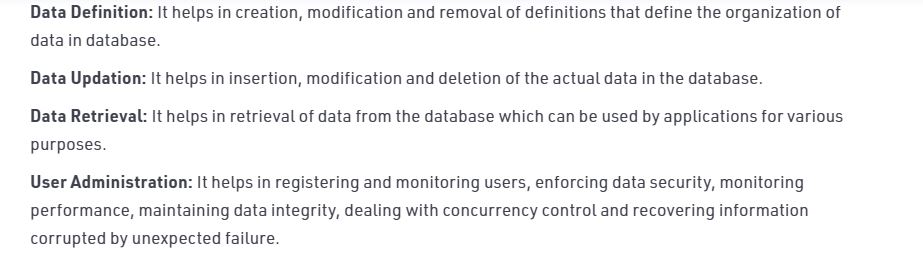 Data Definition: It helps in creation, modification and removal of definitions that define the organization of
data in database.
Data Updation: It helps in insertion, modification and deletion of the actual data in the database.
Data Retrieval: It helps in retrieval of data from the database which can be used by applications for various
purposes.
User Administration: It helps in registering and monitoring users, enforcing data security, monitoring
performance, maintaining data integrity, dealing with concurrency control and recovering information
corrupted by unexpected failure.